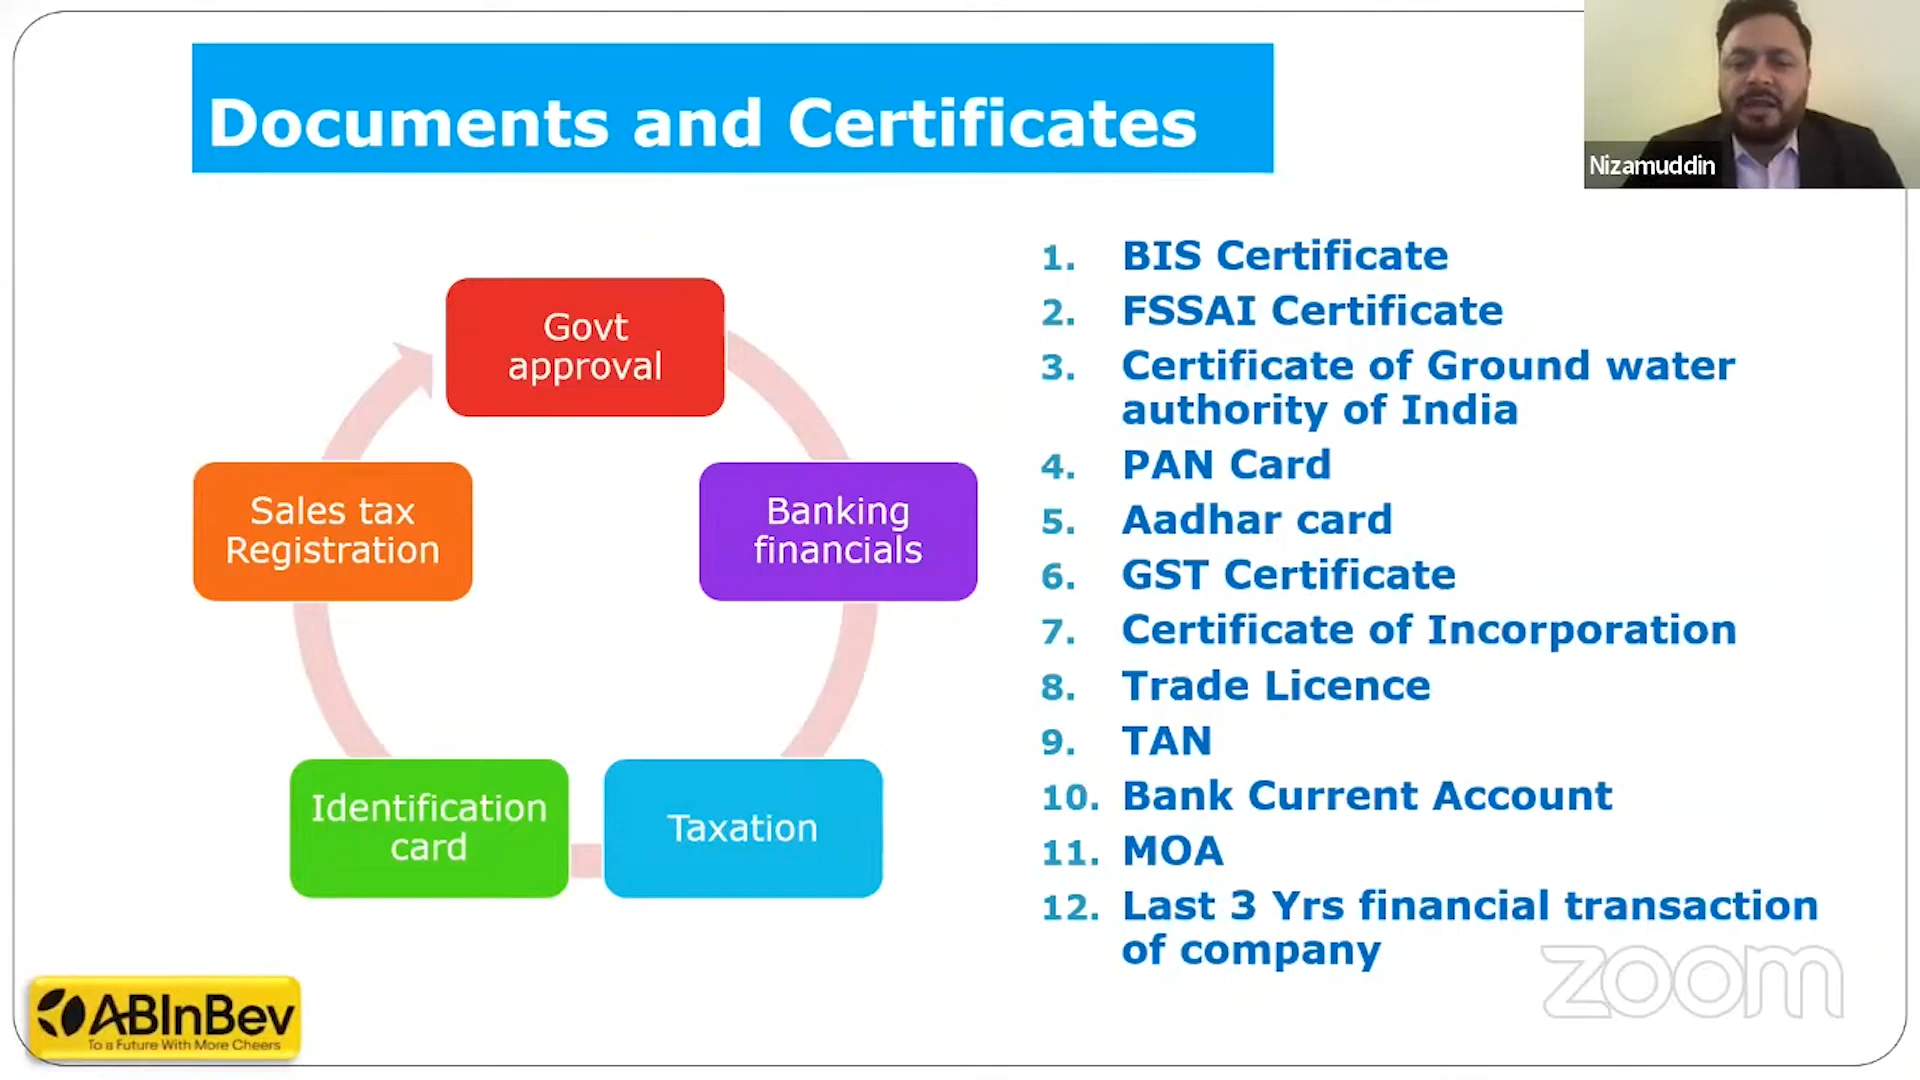 Documents and Certificates
Nizamuddin
Govt
approval
Banking
financials
Taxation
Identification
card
Sales tax
Registration
1. BIS Certificate
2. FSSAI Certificate
3. Certificate of Ground water
authority of India
4. PAN Card
5. Aadhar card
6. GST Certificate
7. Certificate of Incorporation
8. Trade Licence
9. TAN
10. Bank Current Account
11. MOA
12. Last 3 Yrs financial transaction
of company
ABInBev
To a Future With More Cheers
zoom